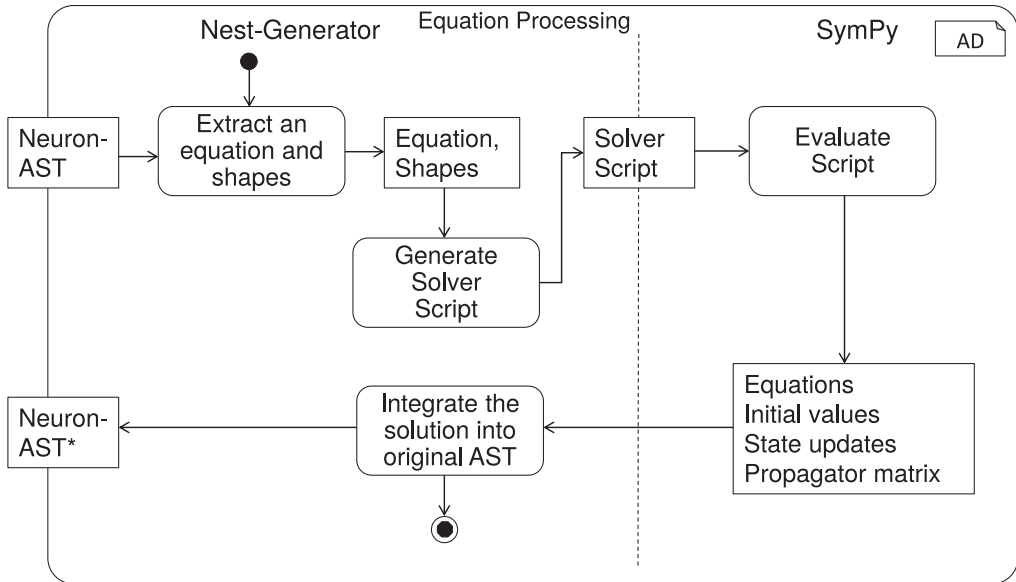 Equation Processing
Nest-Generator
SymPy
AD
Neuron-
AST
Extract an
equation and
shapes
Equation,
Shapes
Solver
Script
Evaluate
Script
Generate
Solver
Script
Equations
Initial values
State updates
Propagator matrix
Integrate the
solution into
original AST
Neuron-
AST*